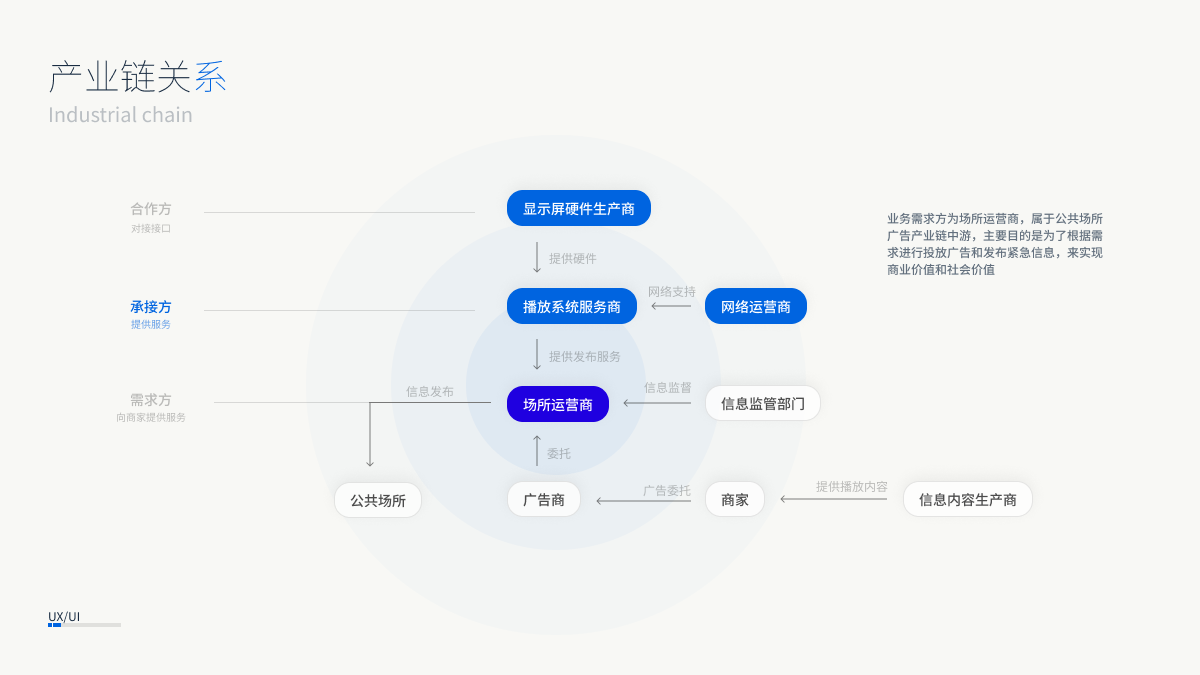 产业链关系
Industrial chain
合作方
对接接口
显示屏硬件生产商
提供硬件
业务需求方为场所运营商，属于公共场所
广告产业链中游，主要目的是为了根据需
求进行投放广告和发布紧急信息，来实现
商业价值和社会价值
承接方
提供服务
播放系统服务商
网络支持
网络运营商
提供发布服务
需求方
向商家提供服务
信息发布
场所运营商
信息监督
信息监管部门
委托
公共场所
广告商
广告委托
商家
提供播放内容
信息内容生产商
UX/UI